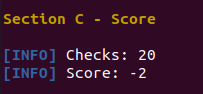 Section C - Score
[INFO] Checks: 20
[INFO] Score: -2